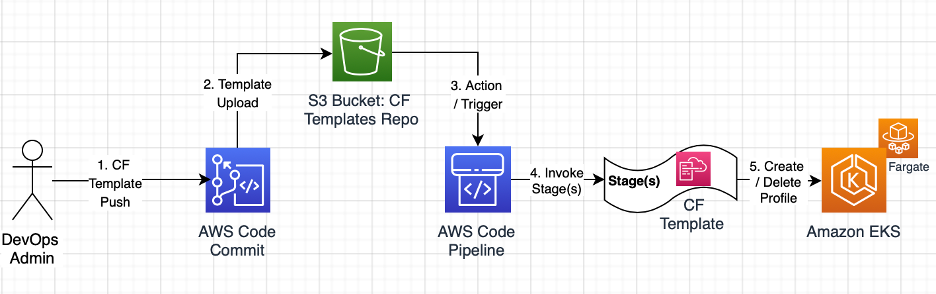 1. CF
Template
Push
DevOps
Admin
2. Template
Upload
AWS Code
Commit
S3 Bucket: CF
Templates Repo
3. Action
/ Trigger
AWS Code
Pipeline
4. Invoke
Stage(s)
Stage(s)
CF
Template
5. Create
/ Delete
Profile
Fargate
K
Amazon EKS